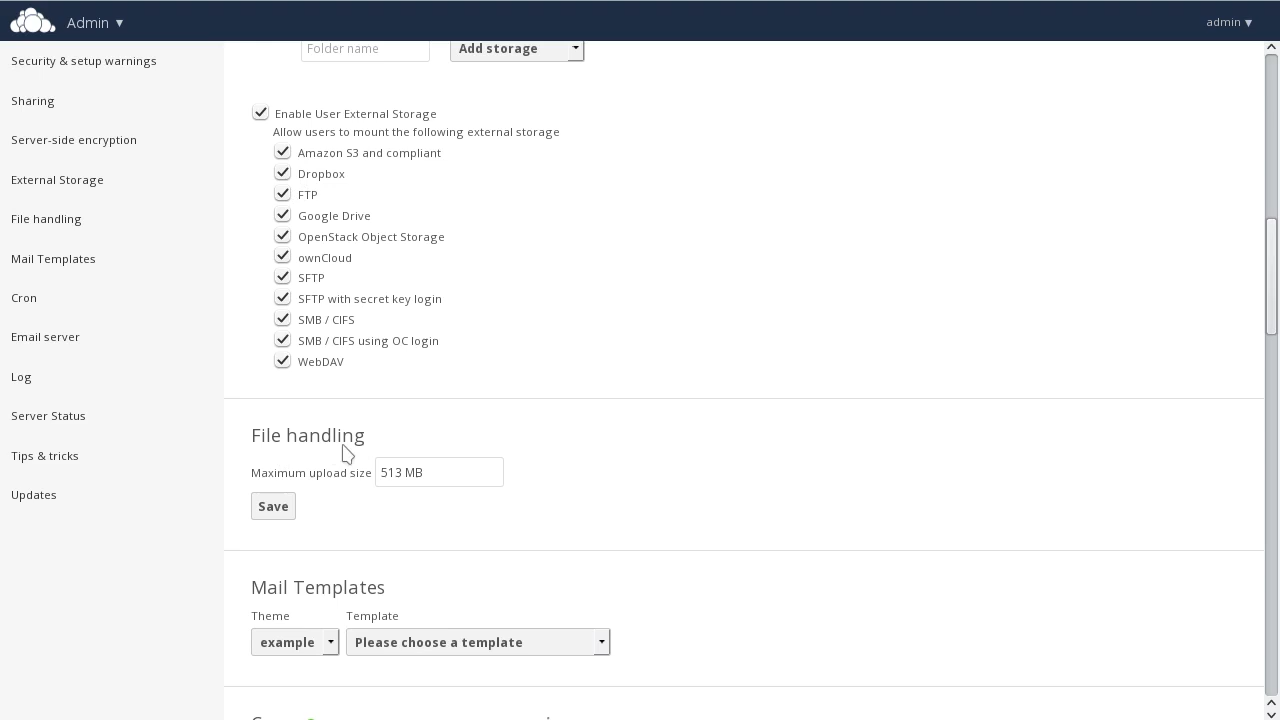 Admin ▼
admin ▼
Security & setup warnings
Sharing
Server-side encryption
External Storage
File handling
Mail Templates
Cron
Email server
Log
Server Status
Tips & tricks
Updates
Folder name
Add storage
Enable User External Storage
Allow users to mount the following external storage
Amazon S3 and compliant
Dropbox
FTP
Google Drive
OpenStack Object Storage
ownCloud
SFTP
SFTP with secret key login
SMB / CIFS
SMB / CIFS using OC login
WebDAV
File handling
Maximum upload size 513 MB
Save
Mail Templates
Theme Template
example Please choose a template